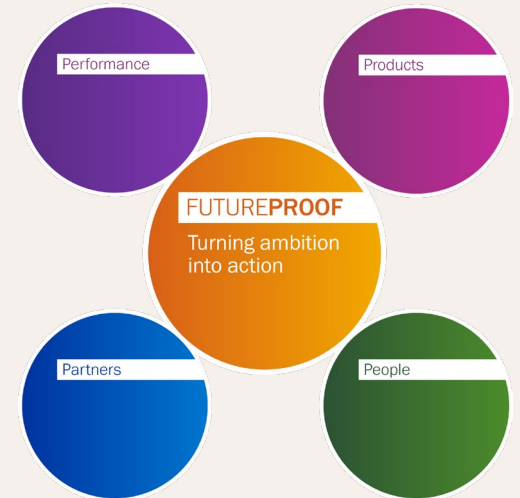 Performance
Products
FUTUREPROOF
Turning ambition
into action
Partners
People